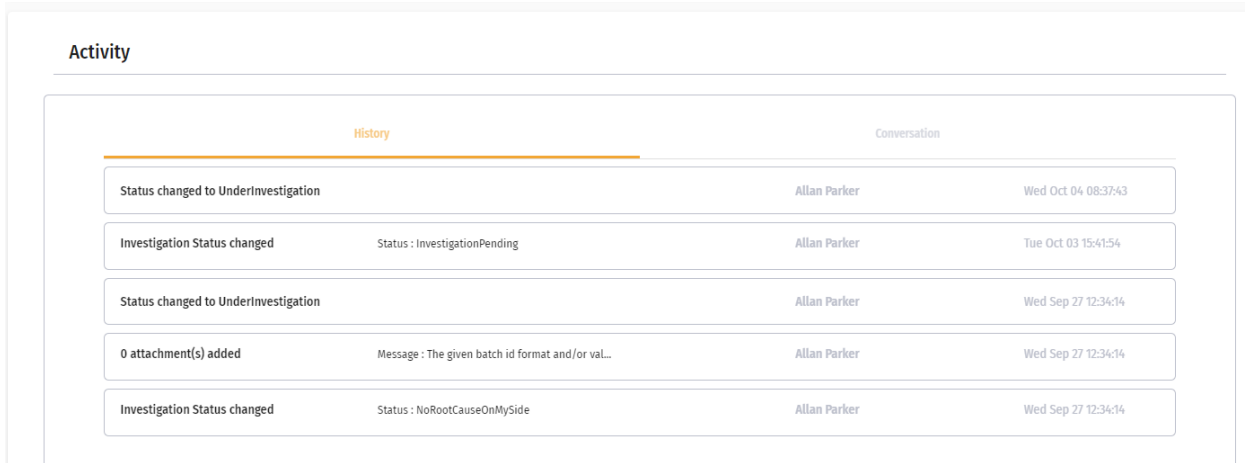 Activity
History Conversation
Status changed to UnderInvestigation Allan Parker Wed Oct 04 08:37:43
Investigation Status changed Status : InvestigationPending Allan Parker Tue Oct 03 15:41:54
Status changed to UnderInvestigation Allan Parker Wed Sep 27 12:34:14
0 attachment(s) added Message : The given batch id format and/or val... Allan Parker Wed Sep 27 12:34:14
Investigation Status changed Status : NoRootCauseOnMySide Allan Parker Wed Sep 27 12:34:14